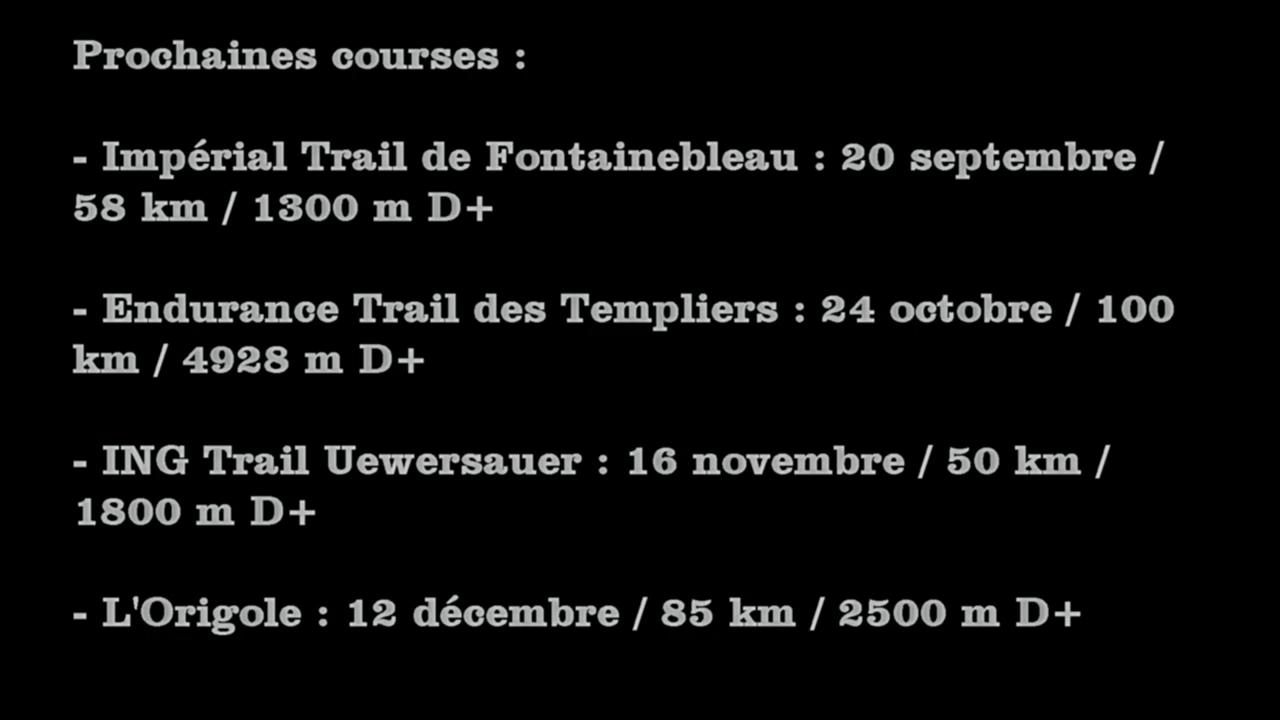 Prochaines courses :
- Impérial Trail de Fontainebleau : 20 septembre /
58 km / 1300 m D+
- Endurance Trail des Templiers : 24 octobre / 100
km / 4928 m D+
- ING Trail Uewersauer : 16 novembre / 50 km /
1800 m D+
- L'Origole : 12 décembre / 85 km / 2500 m D+